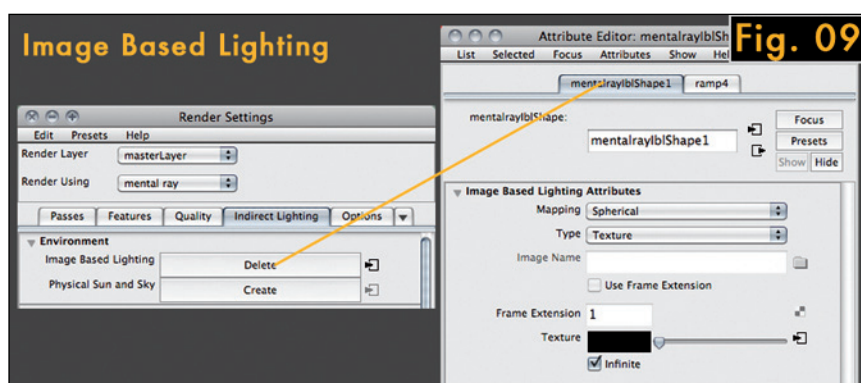 Image Based Lighting
Fig. 09
Render Settings
Edit Presets Help
Render Layer masterLayer
Render Using mental ray
Passes Features Quality Indirect Lighting Options
Environment
Image Based Lighting Delete
Physical Sun and Sky Create
Attribute Editor: mentalrayIblSh
List Selected Focus Attributes Show Hel
mentalrayIblShape1 ramp4
mentalrayIblShape: mentalrayIblShape1
Focus
Presets
Show Hide
Image Based Lighting Attributes
Mapping Spherical
Type Texture
Image Name
Use Frame Extension
Frame Extension 1
Texture
Infinite